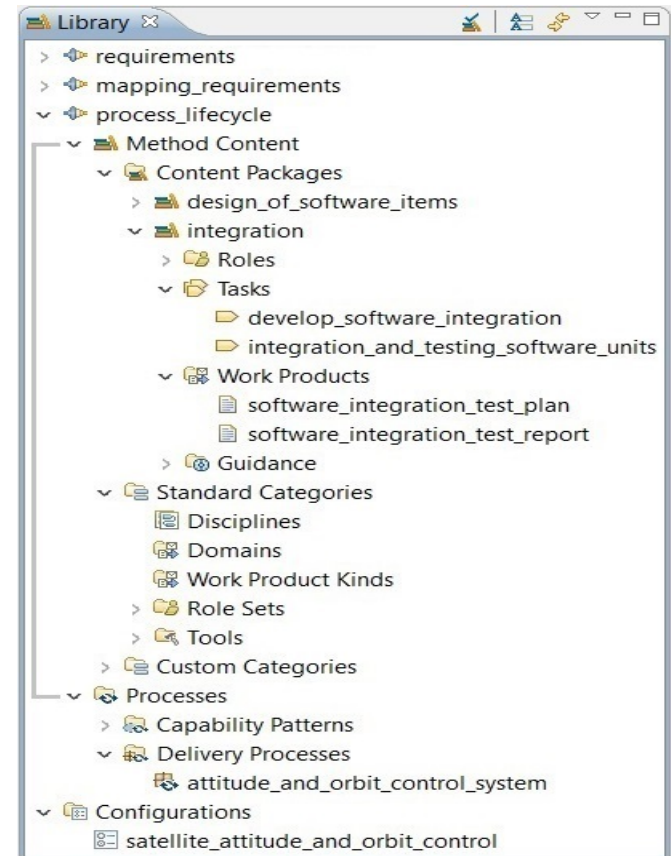 Library
requirements
mapping_requirements
process_lifecycle
Method Content
Content Packages
design_of_software_items
integration
Roles
Tasks
develop_software_integration
integration_and_testing_software_units
Work Products
software_integration_test_plan
software_integration_test_report
Guidance
Standard Categories
Disciplines
Domains
Work Product Kinds
Role Sets
Tools
Custom Categories
Processes
Capability Patterns
Delivery Processes
attitude_and_orbit_control_system
Configurations
satellite_attitude_and_orbit_control